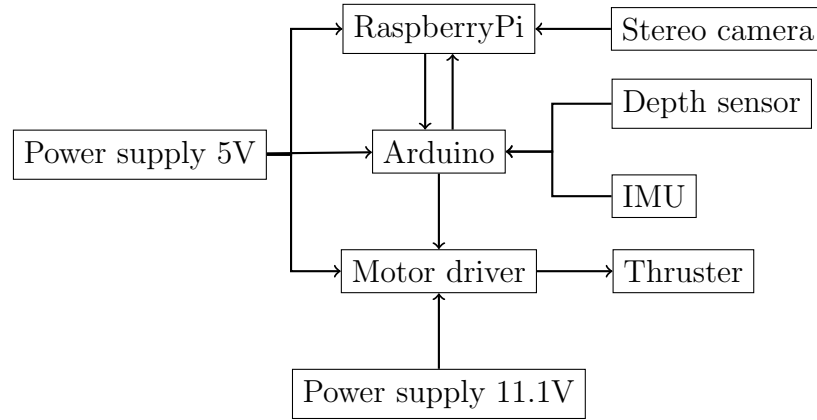 RaspberryPi
Stereo camera
Depth sensor
Power supply 5V
Arduino
IMU
Motor driver
Thruster
Power supply 11.1V